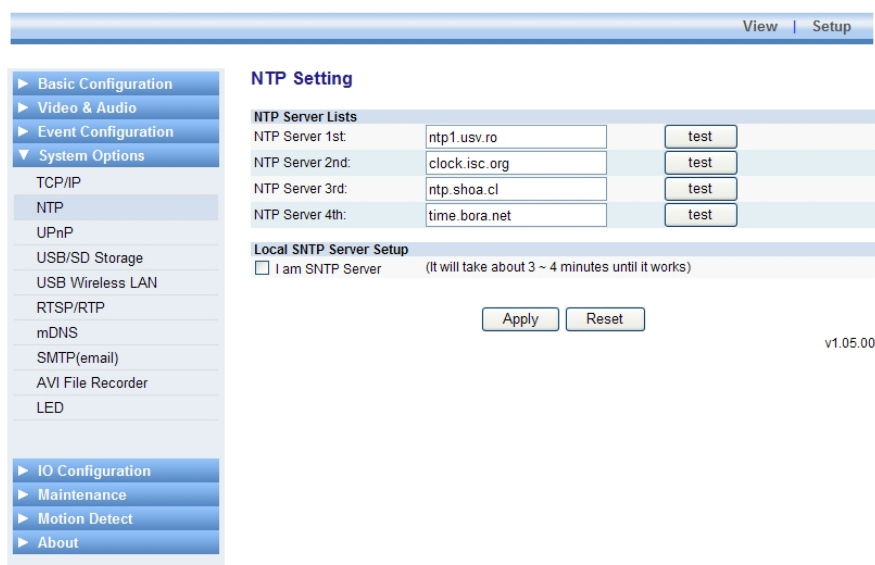 View | Setup
Basic Configuration
Video & Audio
Event Configuration
System Options
TCP/IP
NTP
UPnP
USB/SD Storage
USB Wireless LAN
RTSP/RTP
mDNS
SMTP(email)
AVI File Recorder
LED
IO Configuration
Maintenance
Motion Detect
About
NTP Setting
NTP Server Lists
NTP Server 1st: ntp1.usv.ro test
NTP Server 2nd: clock.isc.org test
NTP Server 3rd: ntp.shoa.cl test
NTP Server 4th: time.bora.net test
Local SNTP Server Setup
I am SNTP Server (It will take about 3 ~ 4 minutes until it works)
Apply Reset
v1.05.00